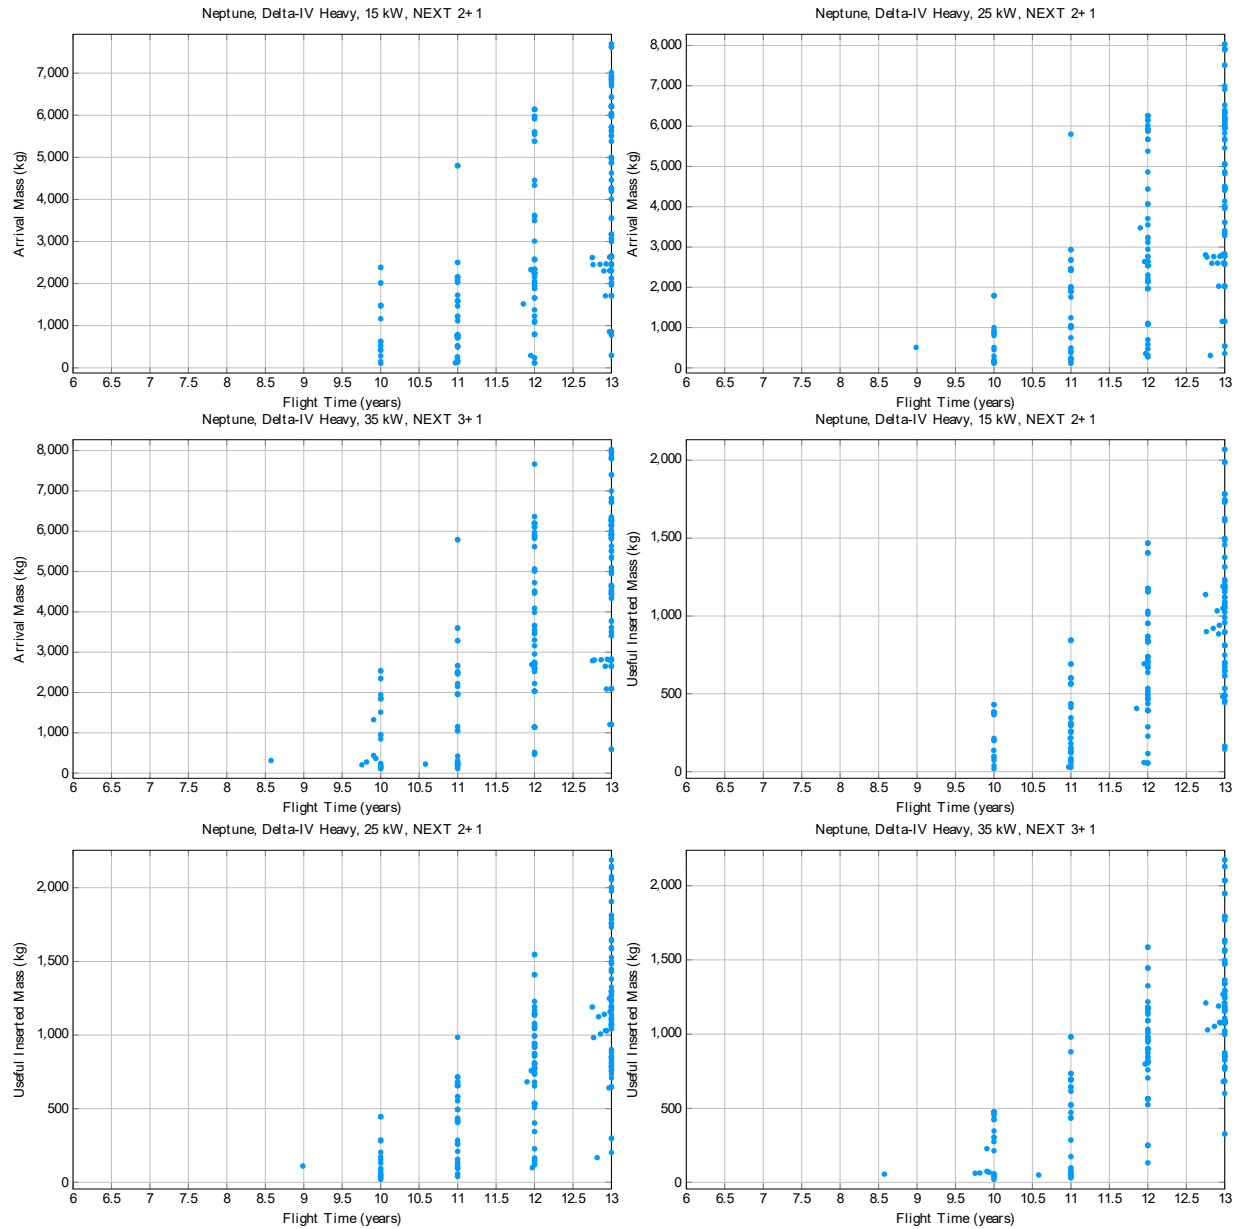 Neptune, Delta-IV Heavy, 15 kW, NEXT 2+1
Arrival Mass (kg)
7,000
6,000
5,000
4,000
3,000
2,000
1,000
0
6 6.5 7 7.5 8 8.5 9 9.5 10 10.5 11 11.5 12 12.5 13
Flight Time (years)
Neptune, Delta-IV Heavy, 25 kW, NEXT 2+1
Arrival Mass (kg)
8,000
7,000
6,000
5,000
4,000
3,000
2,000
1,000
0
6 6.5 7 7.5 8 8.5 9 9.5 10 10.5 11 11.5 12 12.5 13
Flight Time (years)
Neptune, Delta-IV Heavy, 35 kW, NEXT 3+1
Arrival Mass (kg)
8,000
7,000
6,000
5,000
4,000
3,000
2,000
1,000
0
6 6.5 7 7.5 8 8.5 9 9.5 10 10.5 11 11.5 12 12.5 13
Flight Time (years)
Neptune, Delta-IV Heavy, 15 kW, NEXT 2+1
Useful Inserted Mass (kg)
2,000
1,500
1,000
500
0
6 6.5 7 7.5 8 8.5 9 9.5 10 10.5 11 11.5 12 12.5 13
Flight Time (years)
Neptune, Delta-IV Heavy, 25 kW, NEXT 2+1
Useful Inserted Mass (kg)
2,000
1,500
1,000
500
0
6 6.5 7 7.5 8 8.5 9 9.5 10 10.5 11 11.5 12 12.5 13
Flight Time (years)
Neptune, Delta-IV Heavy, 35 kW, NEXT 3+1
Useful Inserted Mass (kg)
2,000
1,500
1,000
500
0
6 6.5 7 7.5 8 8.5 9 9.5 10 10.5 11 11.5 12 12.5 13
Flight Time (years)